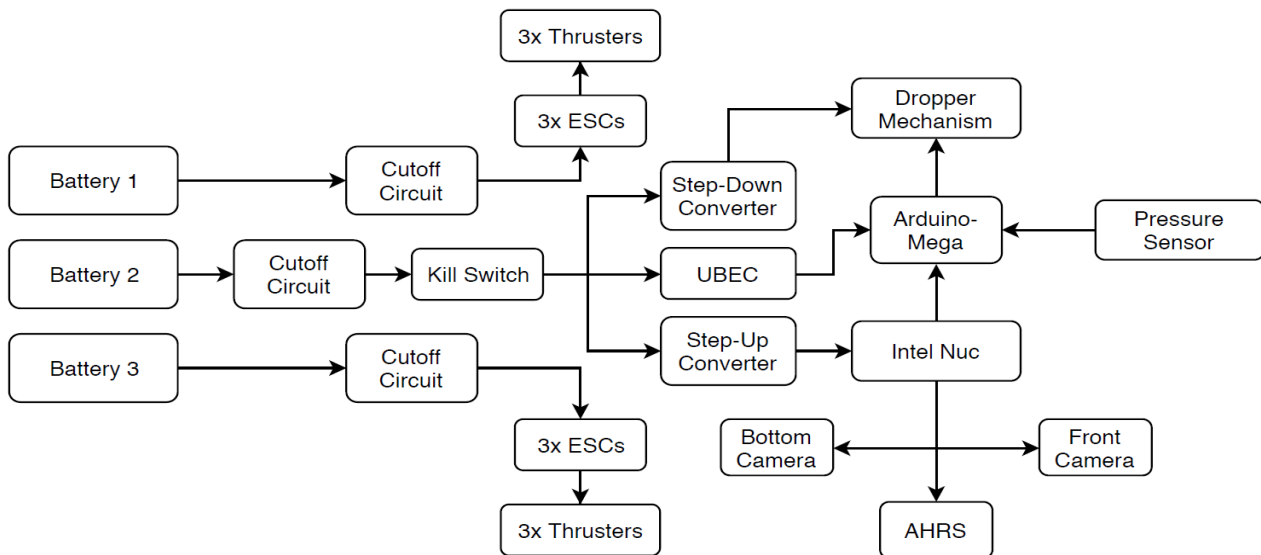 3x Thrusters
3x ESCs
Dropper
Mechanism
Battery 1
Cutoff
Circuit
Step-Down
Converter
Arduino-
Mega
Pressure
Sensor
Battery 2
Cutoff
Circuit
Kill Switch
UBEC
Battery 3
Cutoff
Circuit
Step-Up
Converter
Intel Nuc
3x ESCs
Bottom
Camera
Front
Camera
3x Thrusters
AHRS